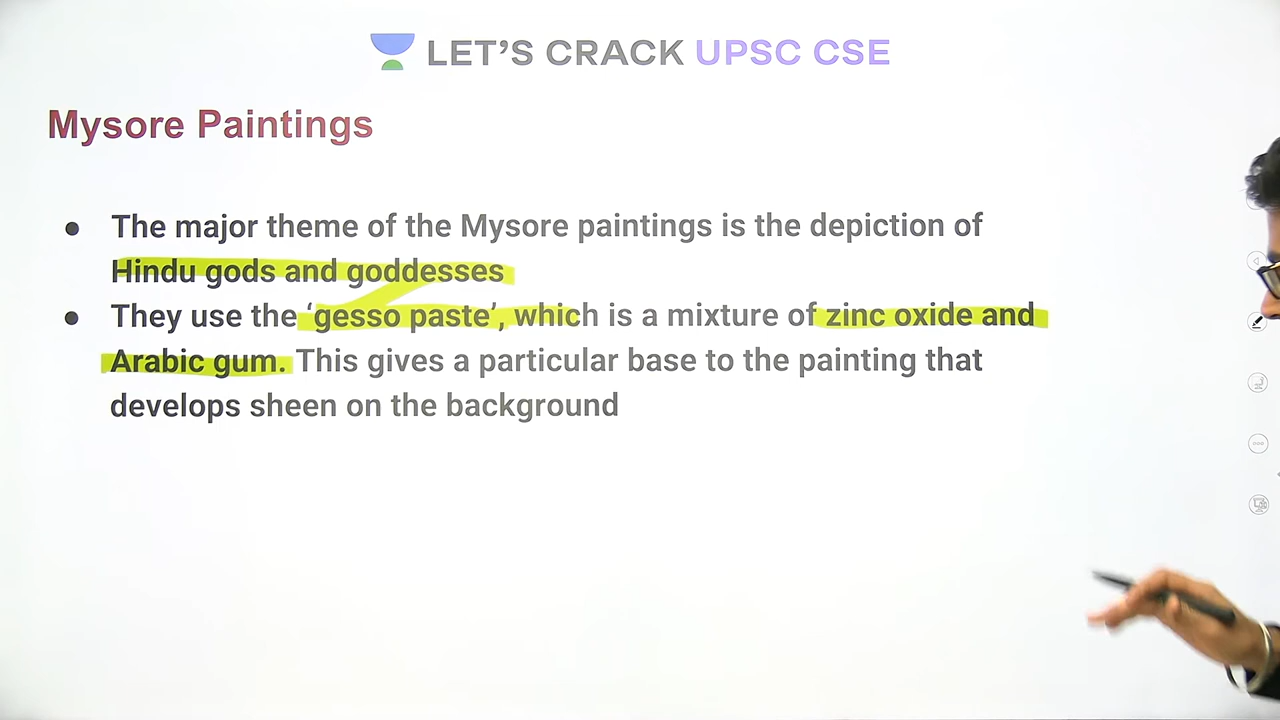 LET'S CRACK UPSC CSE
Mysore Paintings
● The major theme of the Mysore paintings is the depiction of
Hindu gods and goddesses
● They use the ‘gesso paste’, which is a mixture of zinc oxide and
Arabic gum. This gives a particular base to the painting that
develops sheen on the background